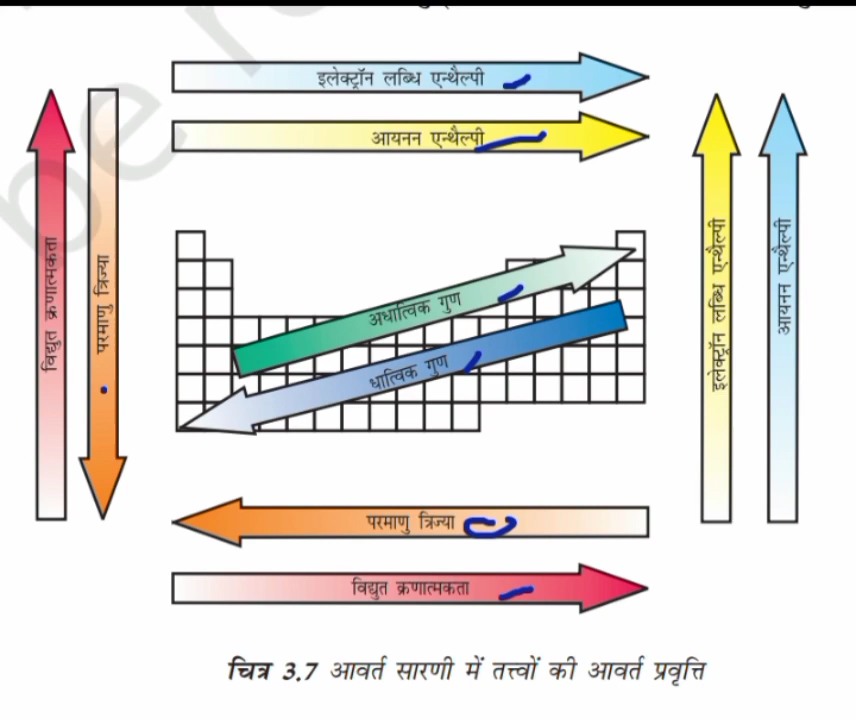 इलेक्ट्रॉन लब्धि एन्थैल्पी
आयनन एन्थैल्पी
विद्युत ऋणात्मकता
परमाणु त्रिज्या
अधात्विक गुण
धात्विक गुण
इलेक्ट्रॉन लब्धि एन्थैल्पी
आयनन एन्थैल्पी
परमाणु त्रिज्या
विद्युत ऋणात्मकता
चित्र 3.7 आवर्त सारणी में तत्त्वों की आवर्त प्रवृत्ति
be r